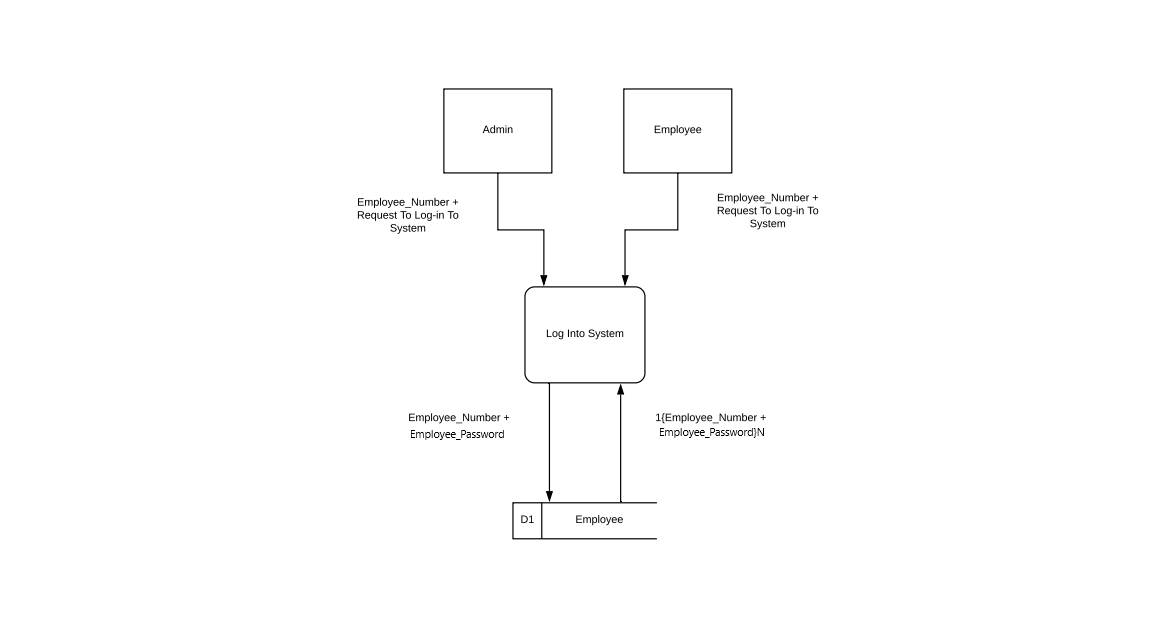 Admin
Employee
Employee_Number +
Request To Log-in To
System
Employee_Number +
Request To Log-in To
System
Log Into System
Employee_Number +
Employee_Password
1{Employee_Number +
Employee_Password}N
D1
Employee